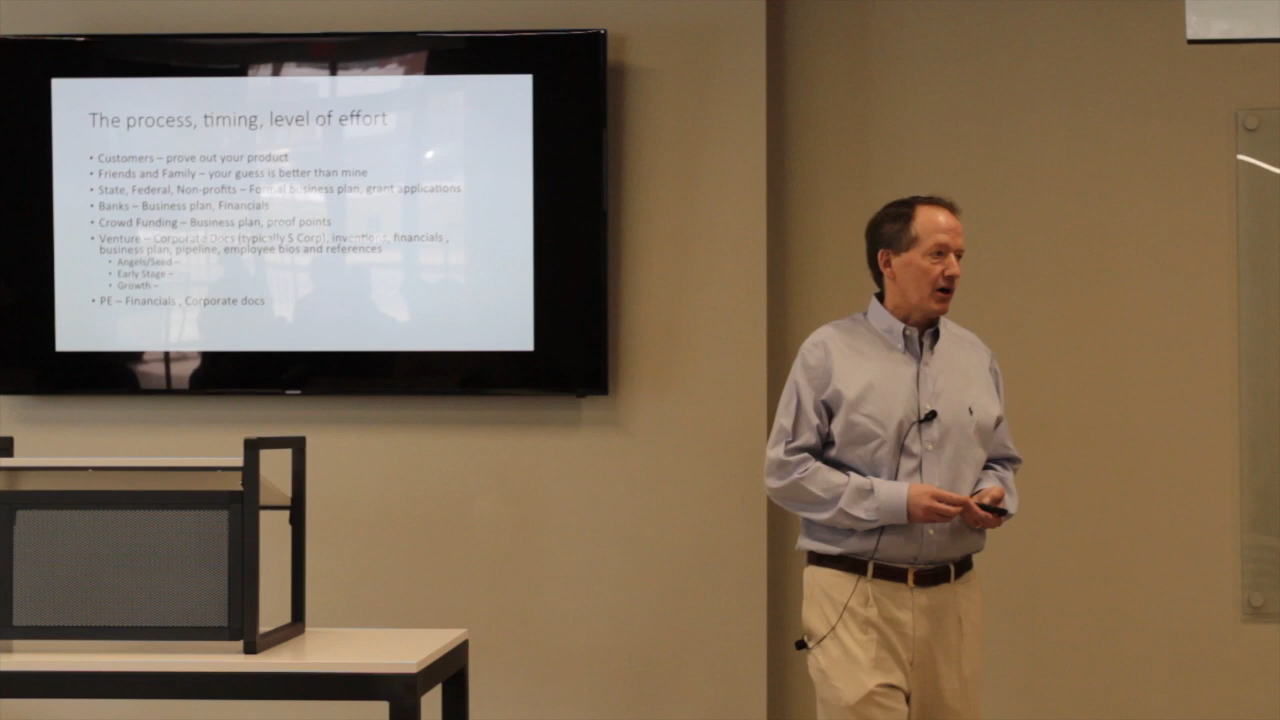 The process, timing, level of effort
• Customers – prove out your product
• Friends and Family – your guess is better than mine
• State, Federal, Non-profits – Formal business plan, grant applications
• Banks – Business plan, Financials
• Crowd Funding – Business plan, proof points
• Venture – Corporate Docs (typically S Corp), inventions, financials ,
business plan, pipeline, employee bios and references
• Angels/Seed –
• Early Stage –
• Growth –
• PE – Financials , Corporate docs